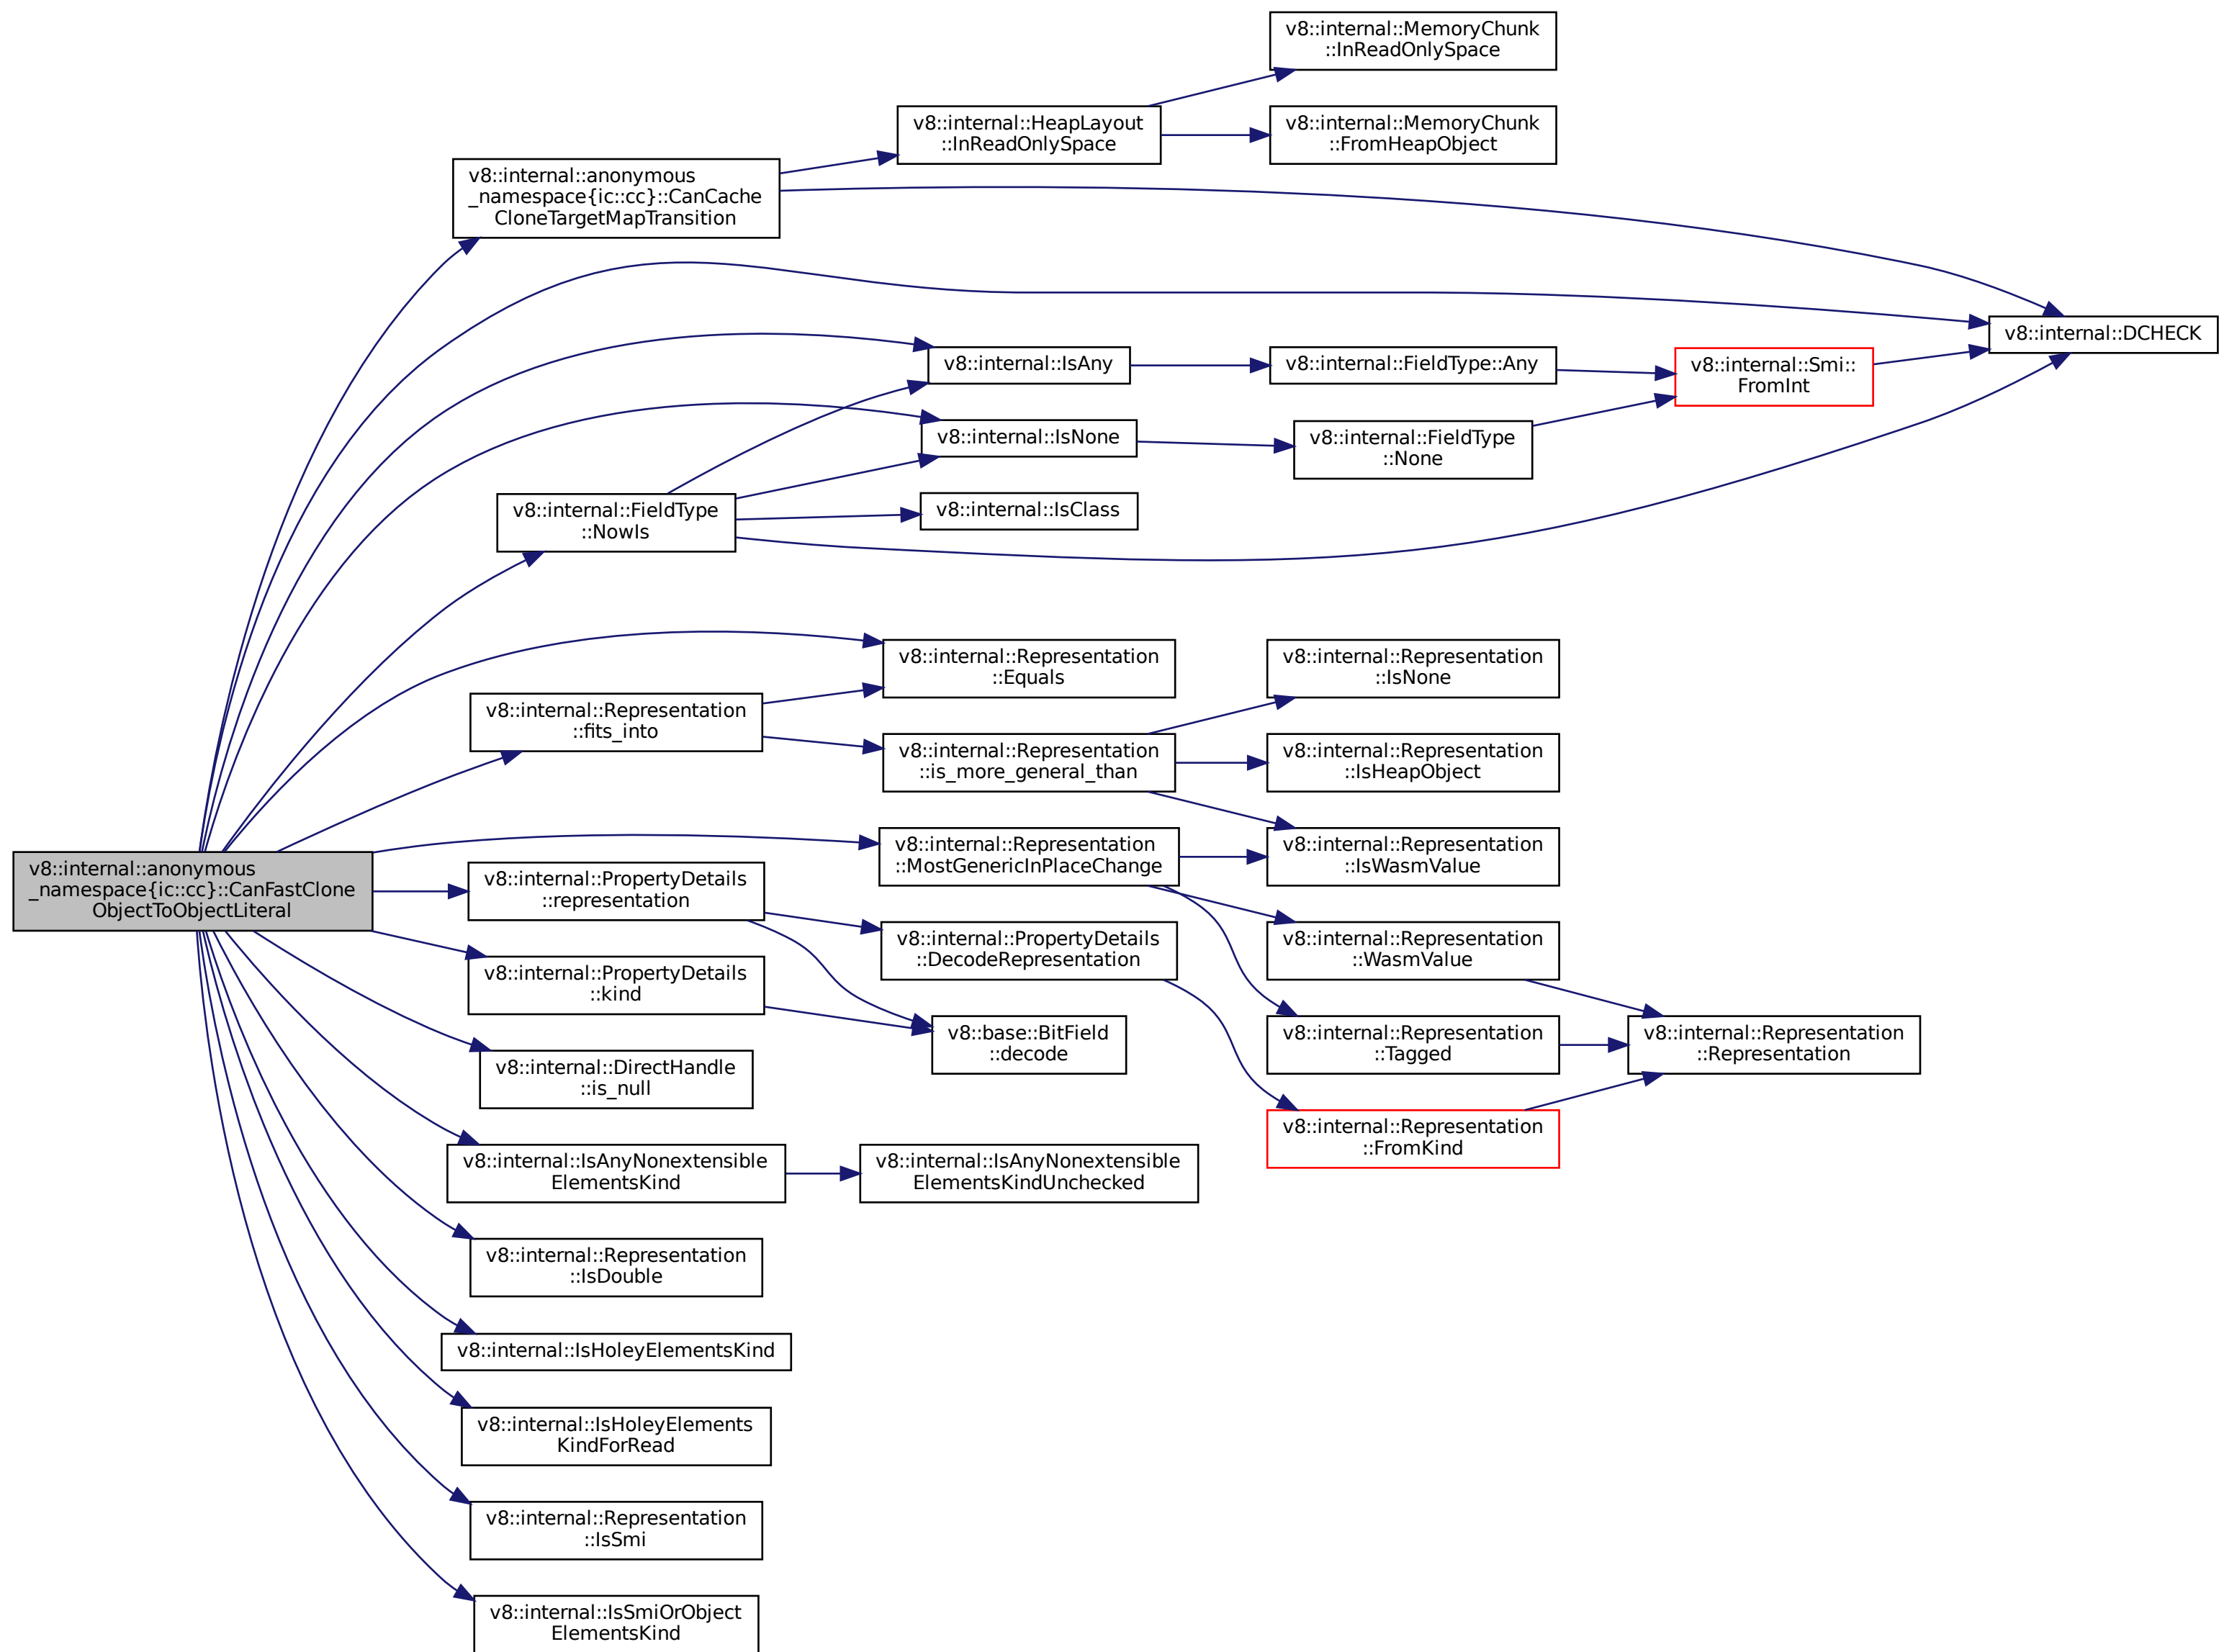 v8::internal::MemoryChunk
::InReadOnlySpace
v8::internal::HeapLayout
::InReadOnlySpace
v8::internal::MemoryChunk
::FromHeapObject
v8::internal::anonymous
_namespace{ic::cc}::CanCache
CloneTargetMapTransition
v8::internal::DCHECK
v8::internal::IsAny
v8::internal::FieldType::Any
v8::internal::Smi::
FromInt
v8::internal::IsNone
v8::internal::FieldType
::None
v8::internal::FieldType
::NowIs
v8::internal::IsClass
v8::internal::Representation
::Equals
v8::internal::Representation
::IsNone
v8::internal::Representation
::fits_into
v8::internal::Representation
::is_more_general_than
v8::internal::Representation
::IsHeapObject
v8::internal::Representation
::MostGenericInPlaceChange
v8::internal::Representation
::IsWasmValue
v8::internal::anonymous
_namespace{ic::cc}::CanFastClone
ObjectToObjectLiteral
v8::internal::PropertyDetails
::representation
v8::internal::PropertyDetails
::DecodeRepresentation
v8::internal::Representation
::WasmValue
v8::internal::PropertyDetails
::kind
v8::base::BitField
::decode
v8::internal::Representation
::Tagged
v8::internal::Representation
::Representation
v8::internal::DirectHandle
::is_null
v8::internal::Representation
::FromKind
v8::internal::IsAnyNonextensible
ElementsKind
v8::internal::IsAnyNonextensible
ElementsKindUnchecked
v8::internal::Representation
::IsDouble
v8::internal::IsHoleyElementsKind
v8::internal::IsHoleyElements
KindForRead
v8::internal::Representation
::IsSmi
v8::internal::IsSmiOrObject
ElementsKind